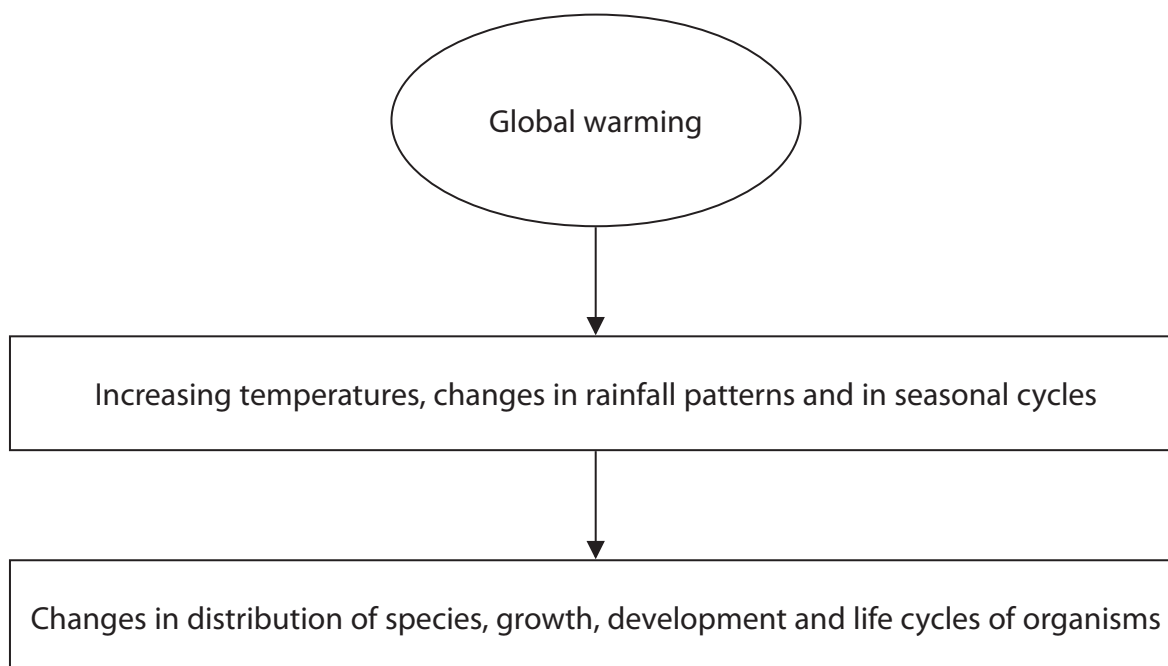 Global warming
Increasing temperatures, changes in rainfall patterns and in seasonal cycles
Changes in distribution of species, growth, development and life cycles of organisms